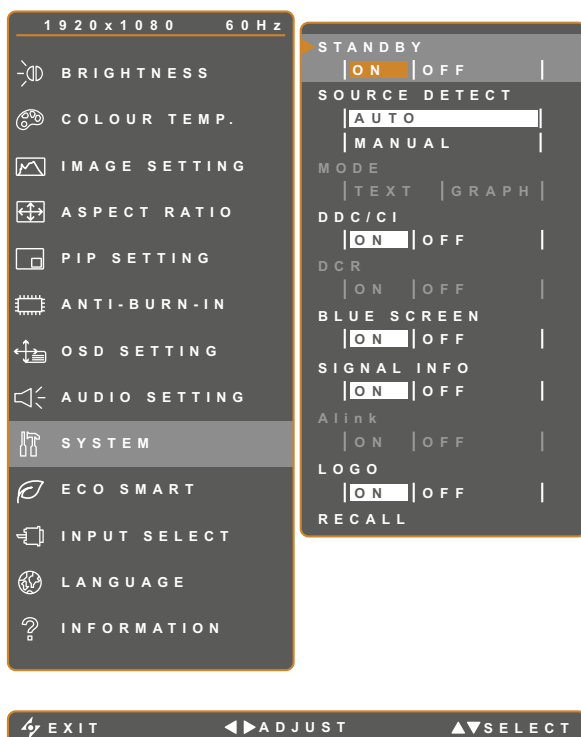 1920x1080 60Hz
BRIGHTNESS
COLOUR TEMP.
IMAGE SETTING
ASPECT RATIO
PIP SETTING
ANTI-BURN-IN
OSD SETTING
AUDIO SETTING
SYSTEM
ECO SMART
INPUT SELECT
LANGUAGE
INFORMATION
STANDBY
ON OFF
SOURCE DETECT
AUTO
MANUAL
MODE
TEXT GRAPH
DDC/CI
ON OFF
DCR
ON OFF
BLUE SCREEN
ON OFF
SIGNAL INFO
ON OFF
Alink
ON OFF
LOGO
ON OFF
RECALL
EXIT ADJUST SELECT